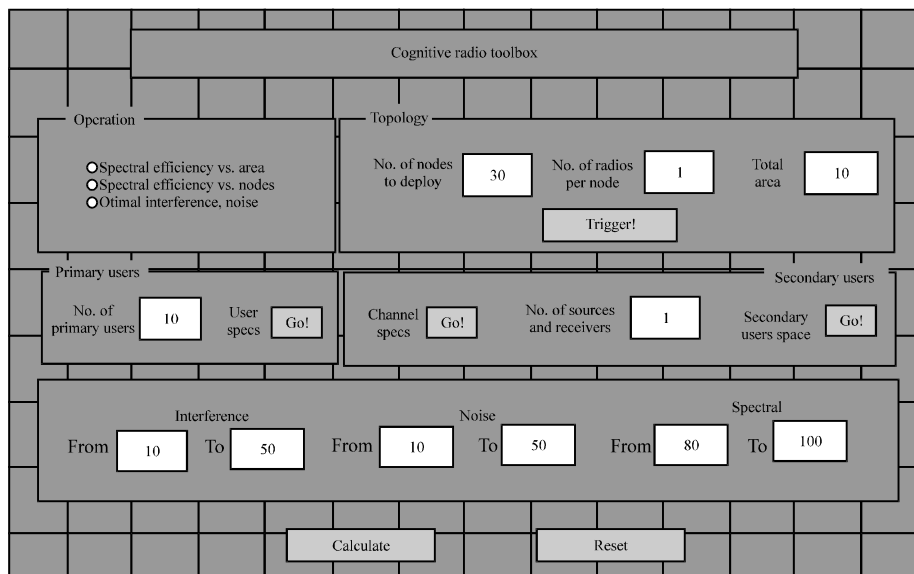 Cognitive radio toolbox
Operation
Spectral efficiency vs. area
Spectral efficiency vs. nodes
Otimal interference, noise
Topology
No. of nodes
to deploy
30
No. of radios
per node
1
Total
area
10
Trigger!
Primary users
No. of
primary users
10
User
specs
Go!
Secondary users
Channel
specs
Go!
No. of sources
and receivers
1
Secondary
users space
Go!
Interference
From 10 To 50
Noise
From 10 To 50
Spectral
From 80 To 100
Calculate
Reset